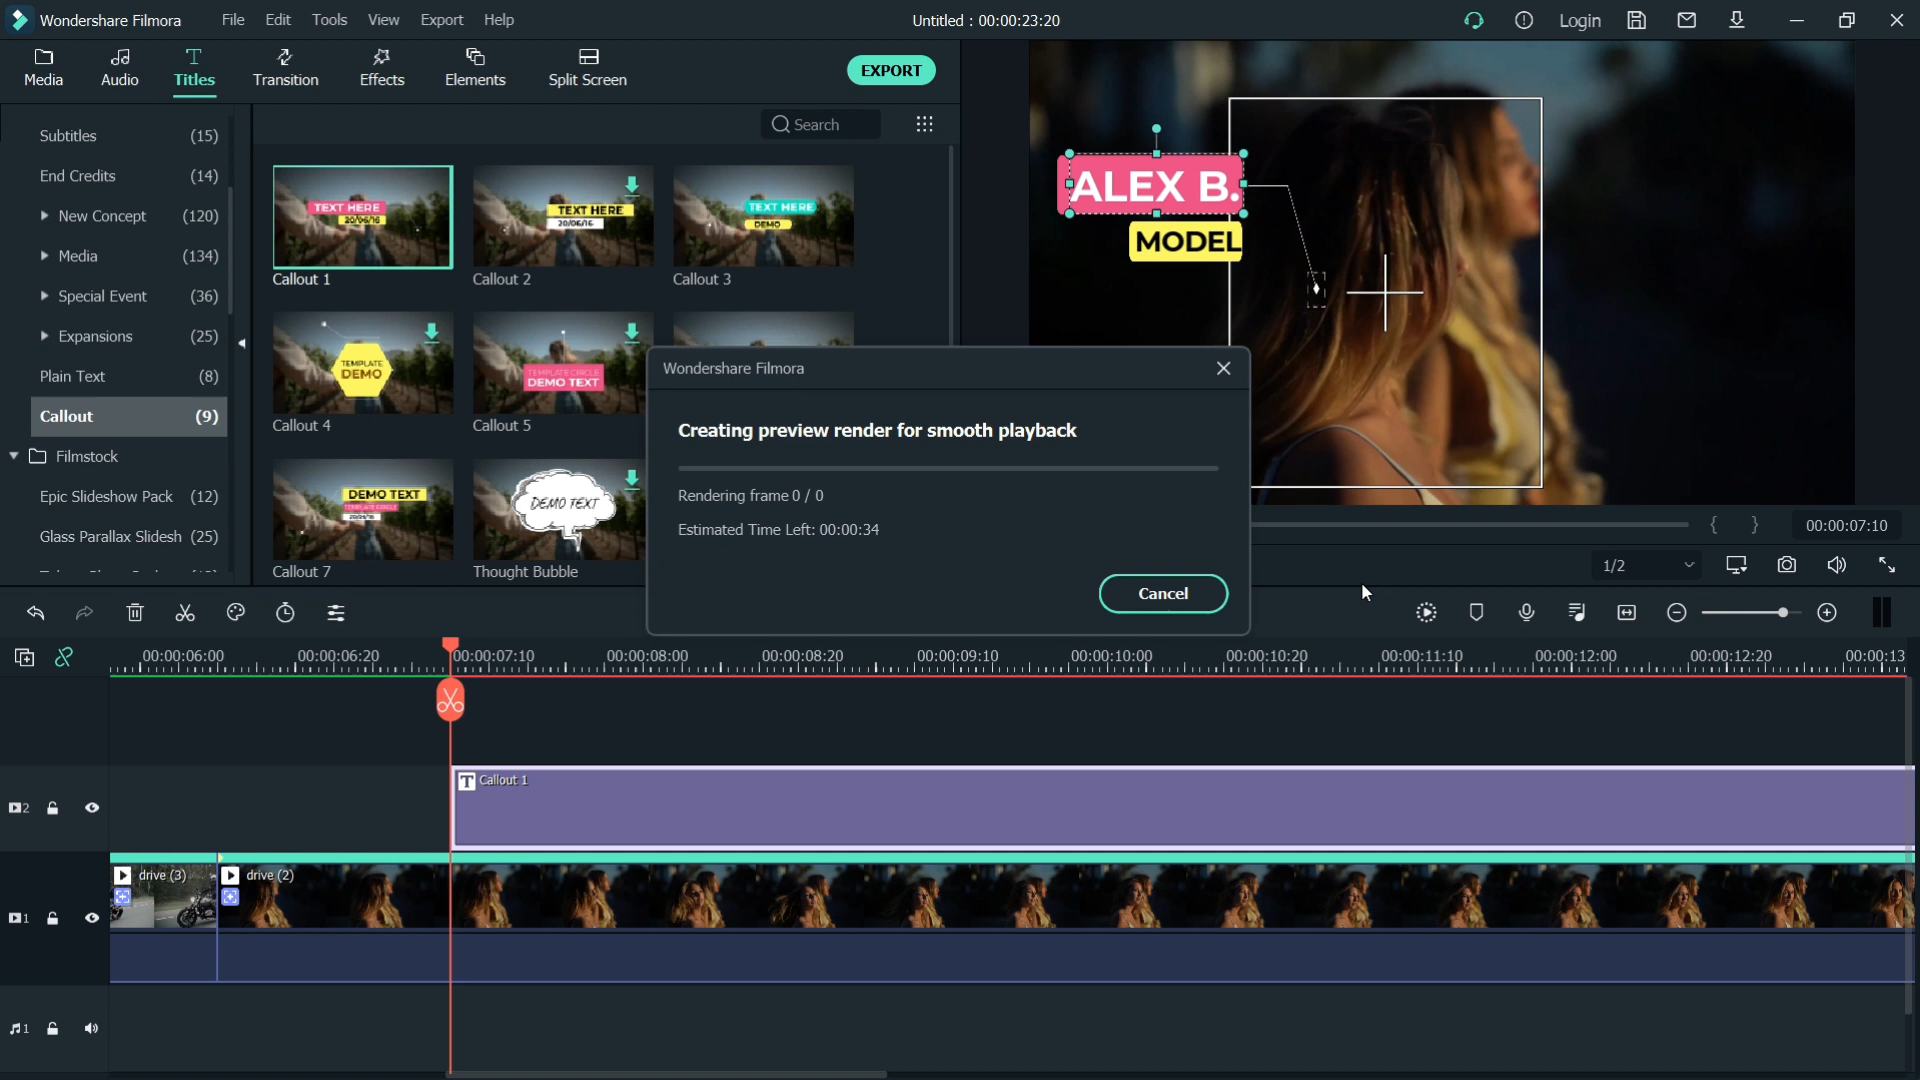 Wondershare Filmora
File Edit Tools View Export Help
Untitled : 00:00:23:20
Login
Media Audio Titles Transition Effects Elements Split Screen
EXPORT
Search
Subtitles (15)
End Credits (14)
New Concept (120)
Media (134)
Special Event (36)
Expansions (25)
Plain Text (8)
Callout (9)
Filmstock
Epic Slideshow Pack (12)
Glass Parallax Slidesh (25)
TEXT HERE
20/06/16
Callout 1
TEXT HERE
20/06/16
Callout 2
TEXT HERE
DEMO
Callout 3
TEMPLATE
DEMO
Callout 4
TEMPLATE CIRCLE
DEMO TEXT
Callout 5
DEMO TEXT
TEMPLATE CIRCLE
Callout 7
DEMO TEXT
Thought Bubble
ALEX B.
MODEL
Wondershare Filmora
Creating preview render for smooth playback
Rendering frame 0 / 0
Estimated Time Left: 00:00:34
Cancel
{ } 00:00:07:10
1/2
00:00:06:00 00:00:06:20 00:00:07:10 00:00:08:00 00:00:08:20 00:00:09:10 00:00:10:00 00:00:10:20 00:00:11:10 00:00:12:00 00:00:12:20 00:00:13
T Callout 1
2
drive (3) drive (2)
1
1